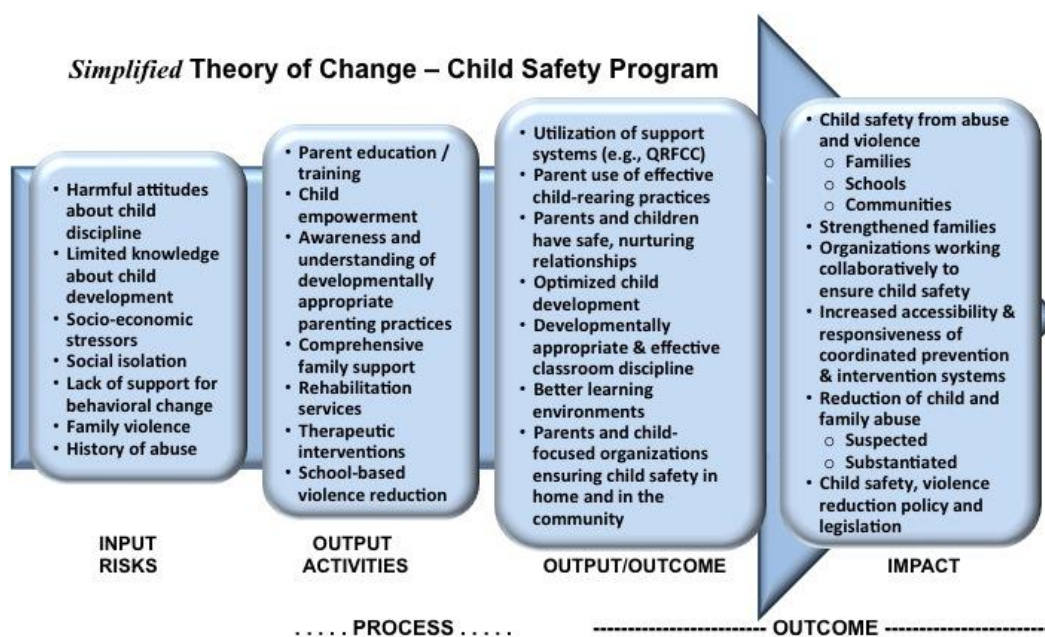 Simplified Theory of Change – Child Safety Program
• Harmful attitudes
about child
discipline
• Limited knowledge
about child
development
• Socio-economic
stressors
• Social isolation
• Lack of support for
behavioral change
• Family violence
• History of abuse
INPUT
RISKS
• Parent education /
training
• Child
empowerment
• Awareness and
understanding of
developmentally
appropriate
parenting practices
• Comprehensive
family support
• Rehabilitation
services
• Therapeutic
interventions
• School-based
violence reduction
OUTPUT
ACTIVITIES
• Utilization of support
systems (e.g., QRFCC)
• Parent use of effective
child-rearing practices
• Parents and children
have safe, nurturing
relationships
• Optimized child
development
• Developmentally
appropriate & effective
classroom discipline
• Better learning
environments
• Parents and child-
focused organizations
ensuring child safety in
home and in the
community
OUTPUT/OUTCOME
• Child safety from abuse
and violence
o Families
o Schools
o Communities
• Strengthened families
• Organizations working
collaboratively to
ensure child safety
• Increased accessibility &
responsiveness of
coordinated prevention
& intervention systems
• Reduction of child and
family abuse
o Suspected
o Substantiated
• Child safety, violence
reduction policy and
legislation
IMPACT
. . . . . PROCESS . . . . .
----------------------- OUTCOME -----------------------